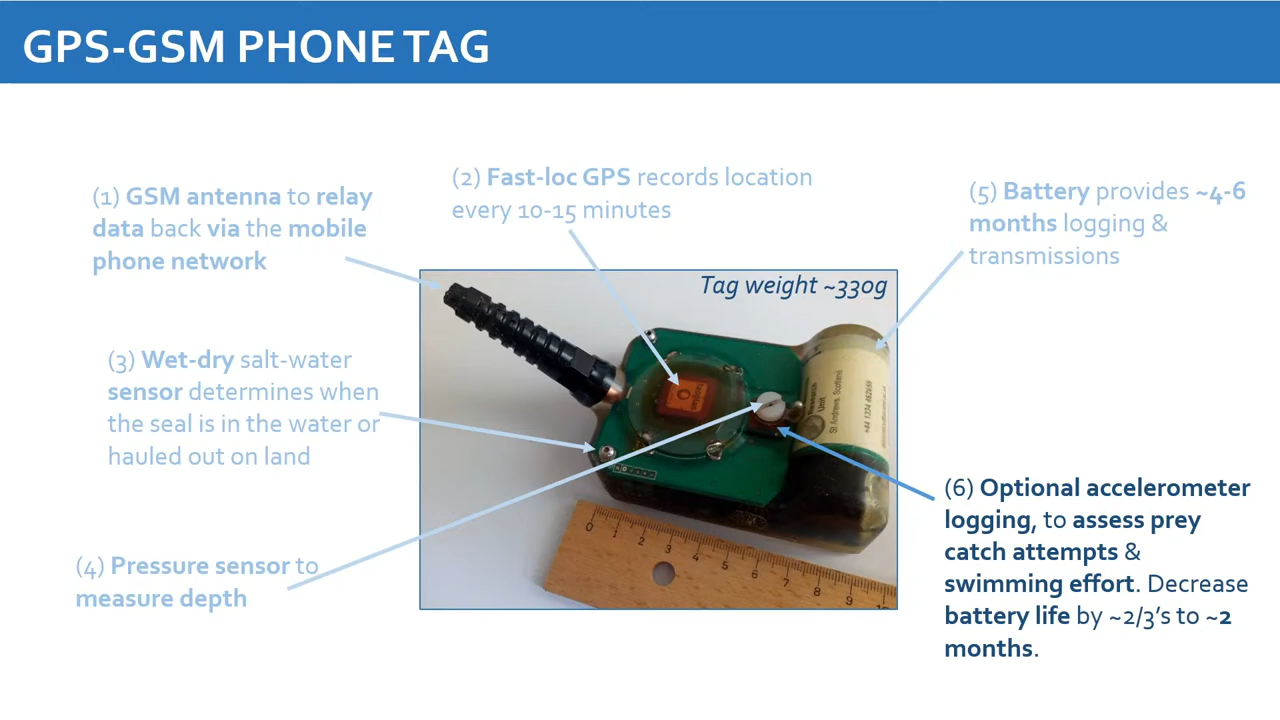 GPS-GSM PHONE TAG
(1) GSM antenna to relay
data back via the mobile
phone network
(2) Fast-loc GPS records location
every 10-15 minutes
(5) Battery provides ~4-6
months logging &
transmissions
Tag weight ~330g
(3) Wet-dry salt-water
sensor determines when
the seal is in the water or
hauled out on land
(4) Pressure sensor to
measure depth
(6) Optional accelerometer
logging, to assess prey
catch attempts &
swimming effort. Decrease
battery life by ~2/3's to ~2
months.
Research
Unit
St Andrews, Scotland
0 1 2 3 4 5 6 7 8 9